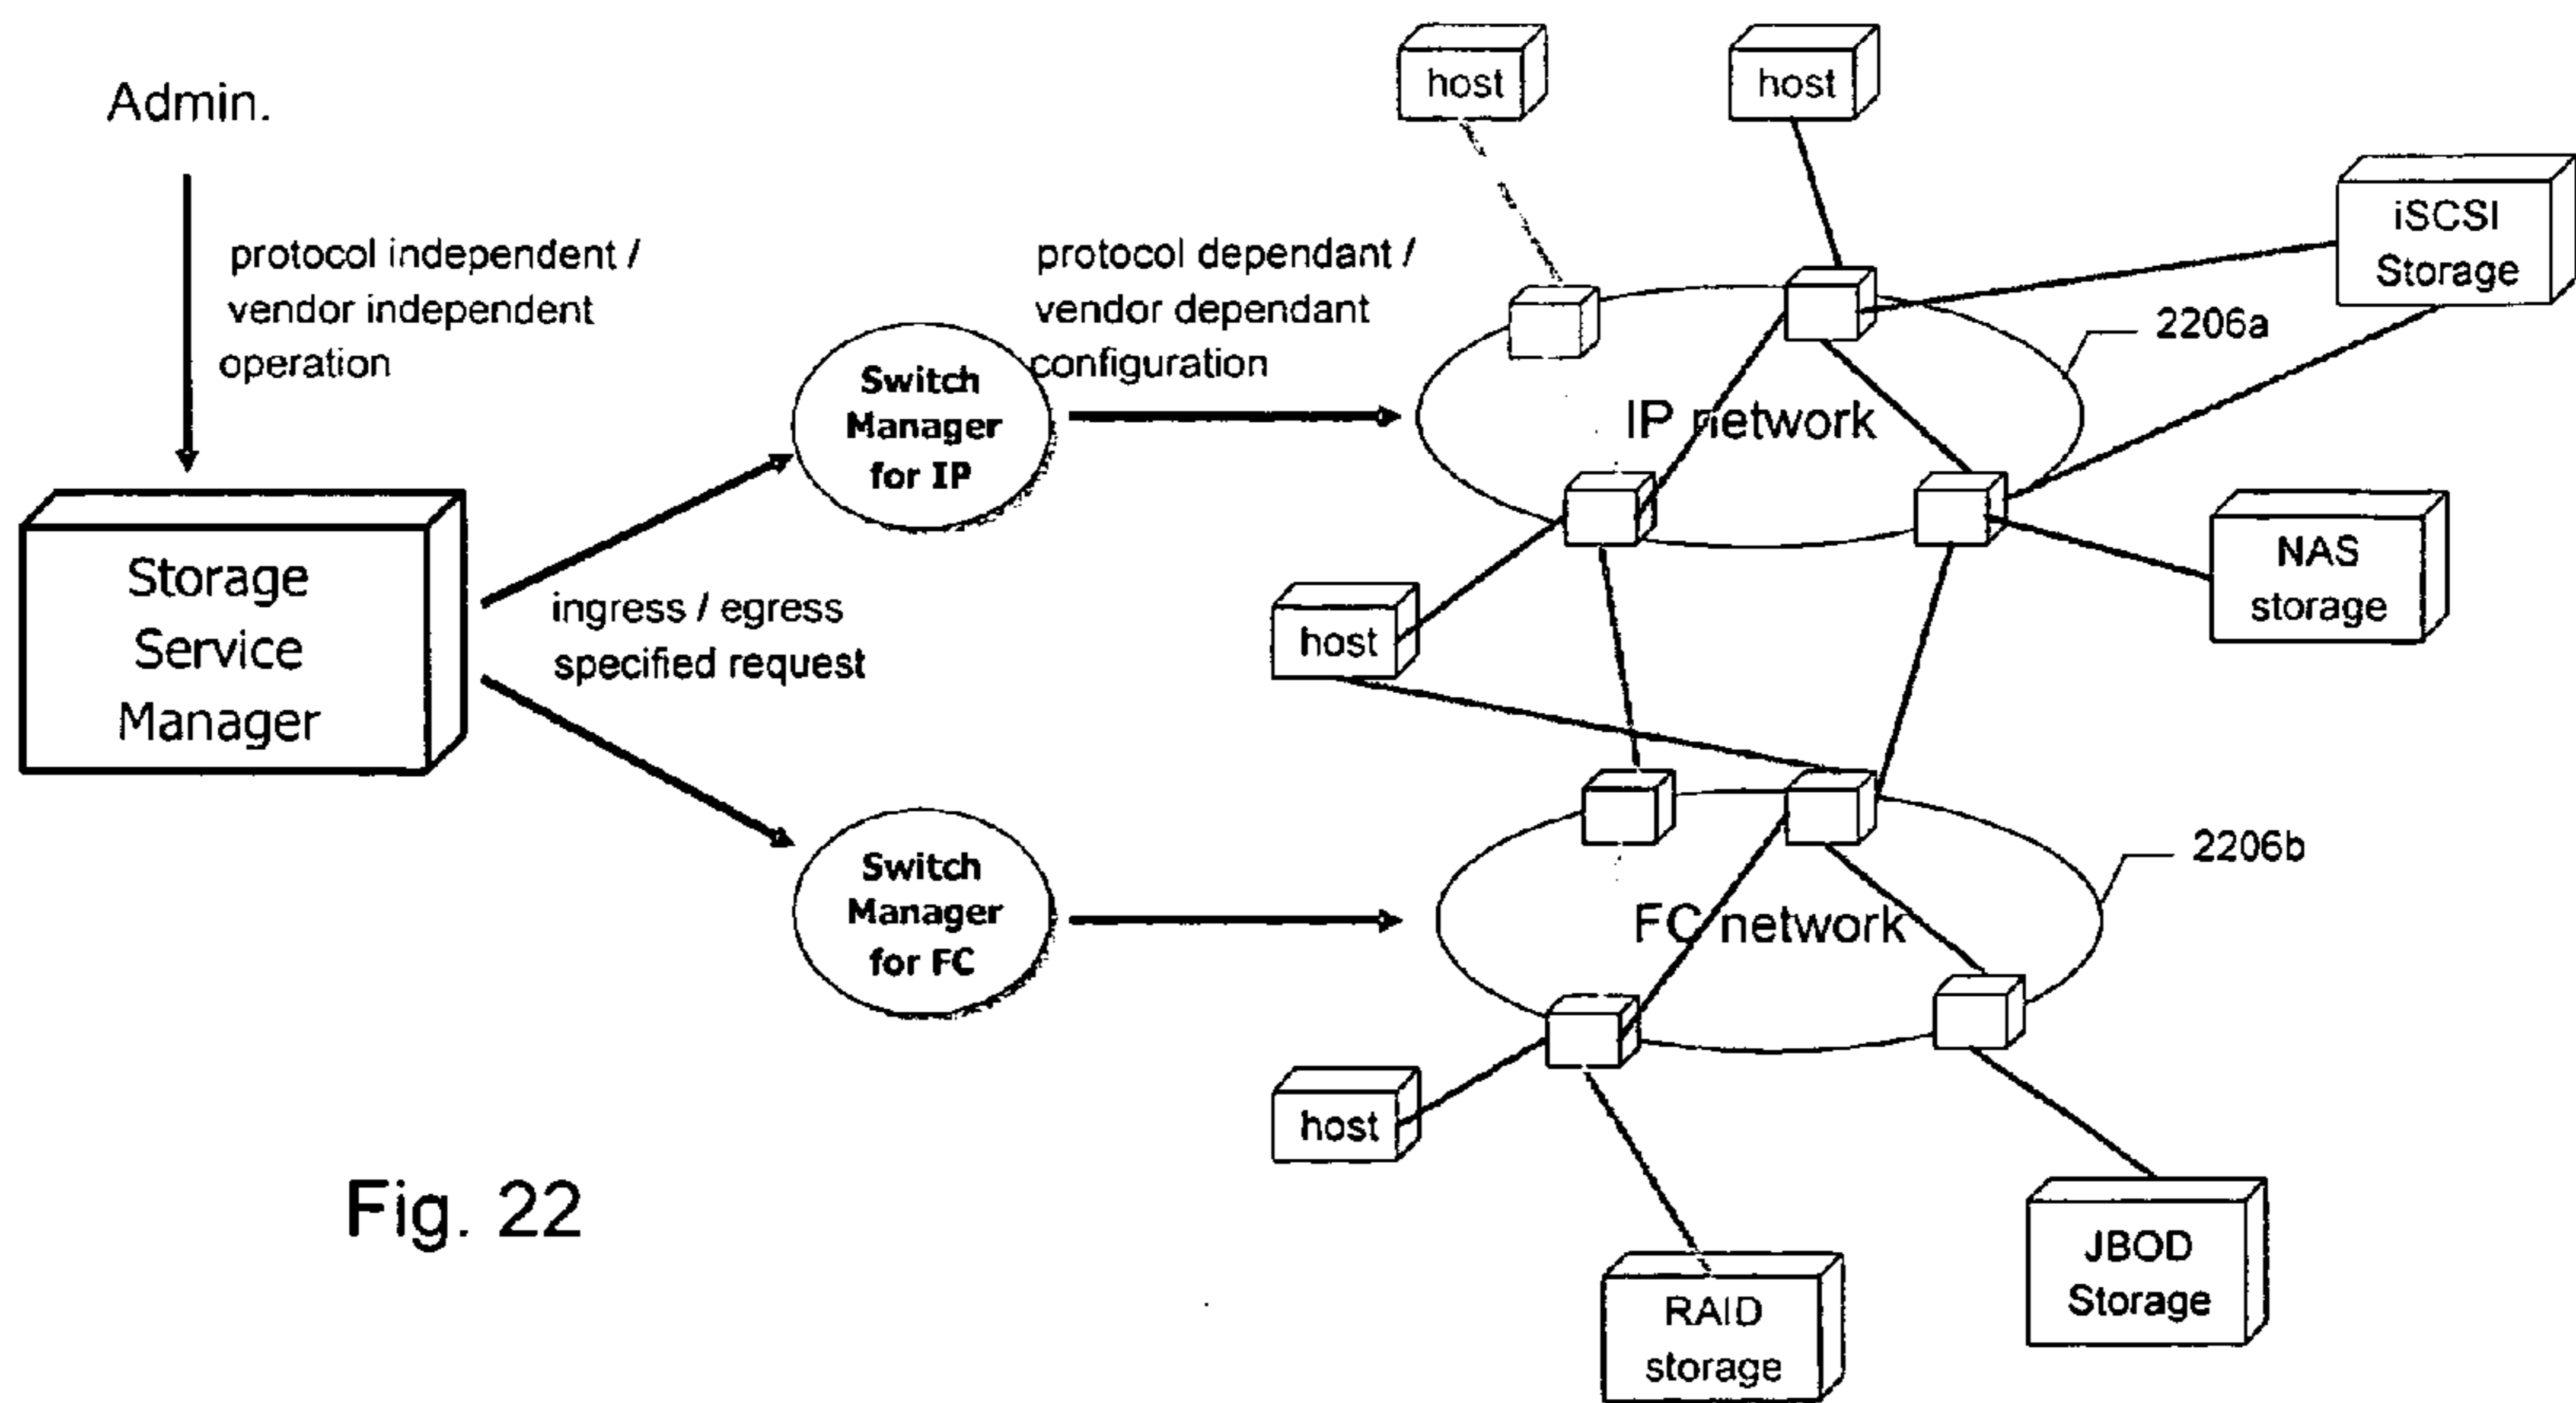 Admin.
protocol independent /
vendor independent
operation
Storage
Service
Manager
ingress / egress
specified request
Switch
Manager
for IP
Switch
Manager
for FC
protocol dependant /
vendor dependant
configuration
host
host
iSCSI
Storage
2206a
IP network
NAS
storage
host
2206b
FC network
host
RAID
storage
JBOD
Storage
Fig. 22